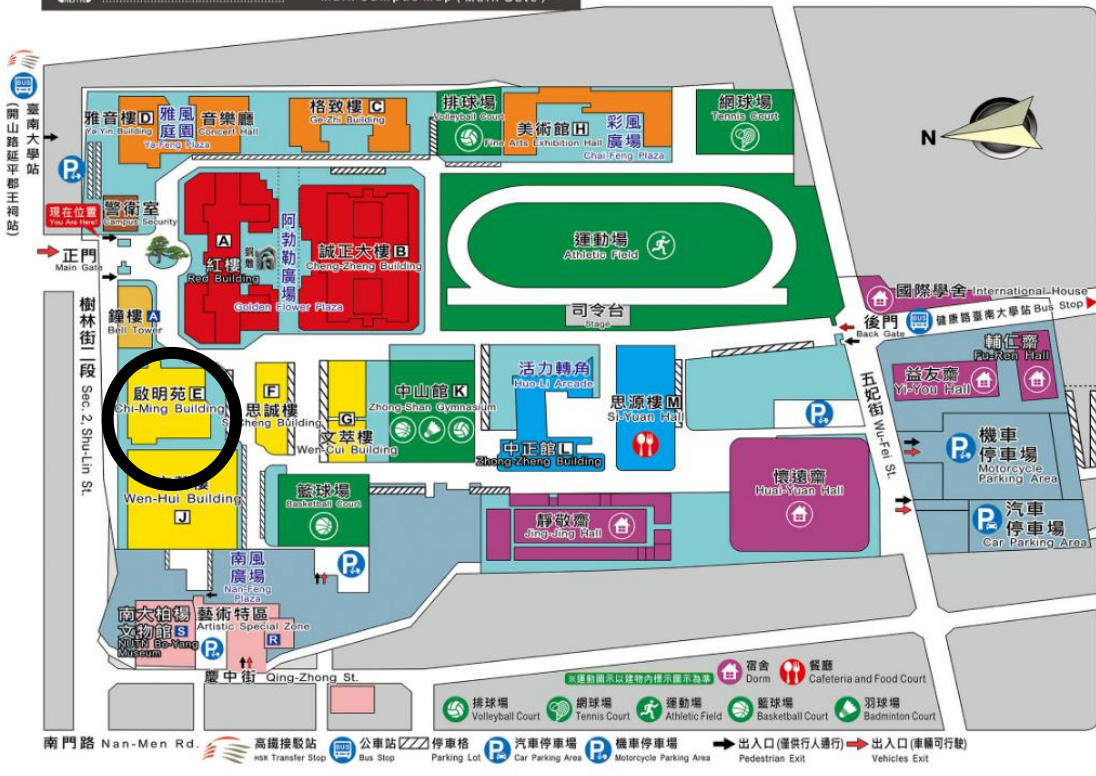 Main Campus Map ( Main Gate )
臺南大學站
(開山路延平郡王祠站)
BUS
雅音樓 D
Ya-Yin Building
雅風
庭園
Ya-Feng Plaza
音樂廳
Concert Hall
格致樓 C
Ge-Zhi Building
排球場
Volleyball Court
美術館 H
Fine Arts Exhibition Hall
彩風
廣場
Chai-Feng Plaza
網球場
Tennis Court
N
P
現在位置
You Are Here!
警衛室
Campus Security
正門
Main Gate
A
紅樓
Red Building
銅雕
阿勃勒廣場
Golden Flower Plaza
誠正大樓 B
Cheng-Zheng Building
運動場
Athletic Field
司令台
Stage
國際學舍 International House
後門
Back Gate
BUS
健康路臺南大學站 Bus Stop
鐘樓 A
Bell Tower
樹林街二段 Sec. 2, Shu-Lin St.
啟明苑 E
Chi-Ming Building
F
思誠樓
Building
G
文萃樓
Wen-Cui Building
中山館 K
Zhong-Shan Gymnasium
活力轉角
Huo-Li Arcade
中正館 L
Zhong-Zheng Building
思源樓 M
Si-Yuan Hall
P
五妃街 Wu-Fei St.
輔仁齋
Fu-Ren Hall
益友齋
Yi-You Hall
P
機車
停車場
Motorcycle
Parking Area
P
汽車
停車場
Car Parking Area
Wen-Hui Building
J
籃球場
Basketball Court
靜敬齋
Jing-Jing Hall
懷遠齋
Huai-Yuan Hall
南風
廣場
Nan-Feng
Plaza
P
南大柏楊
文物館 S
NUTN Bo-Yang
Museum
藝術特區
Artistic Special Zone
R
P
慶中街 Qing-Zhong St.
※運動圖示以建物內標示圖示為準
宿舍
Dorm
餐廳
Cafeteria and Food Court
排球場
Volleyball Court
網球場
Tennis Court
運動場
Athletic Field
籃球場
Basketball Court
羽球場
Badminton Court
南門路 Nan-Men Rd.
高鐵接駁站
HSR Transfer Stop
BUS
公車站
Bus Stop
停車格
Parking Lot
P
汽車停車場
Car Parking Area
P
機車停車場
Motorcycle Parking Area
出入口(僅供行人通行)
Pedestrian Exit
出入口(車輛可行駛)
Vehicles Exit